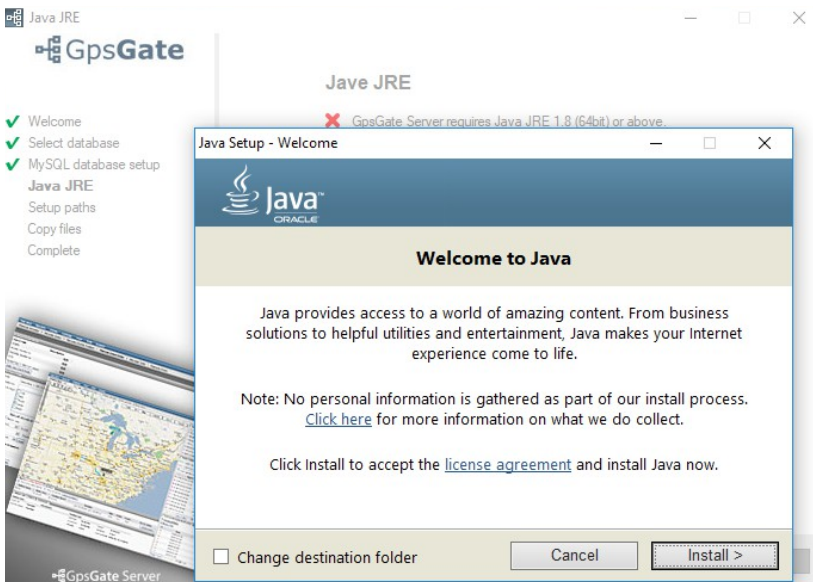 Java JRE
GpsGate
Jave JRE
GpsGate Server requires Java JRE 1.8 (64bit) or above.
Welcome
Select database
MySQL database setup
Java JRE
Setup paths
Copy files
Complete
GpsGate Server
Java Setup - Welcome
Java™
ORACLE
Welcome to Java
Java provides access to a world of amazing content. From business
solutions to helpful utilities and entertainment, Java makes your Internet
experience come to life.
Note: No personal information is gathered as part of our install process.
Click here for more information on what we do collect.
Click Install to accept the license agreement and install Java now.
Change destination folder
Cancel
Install >